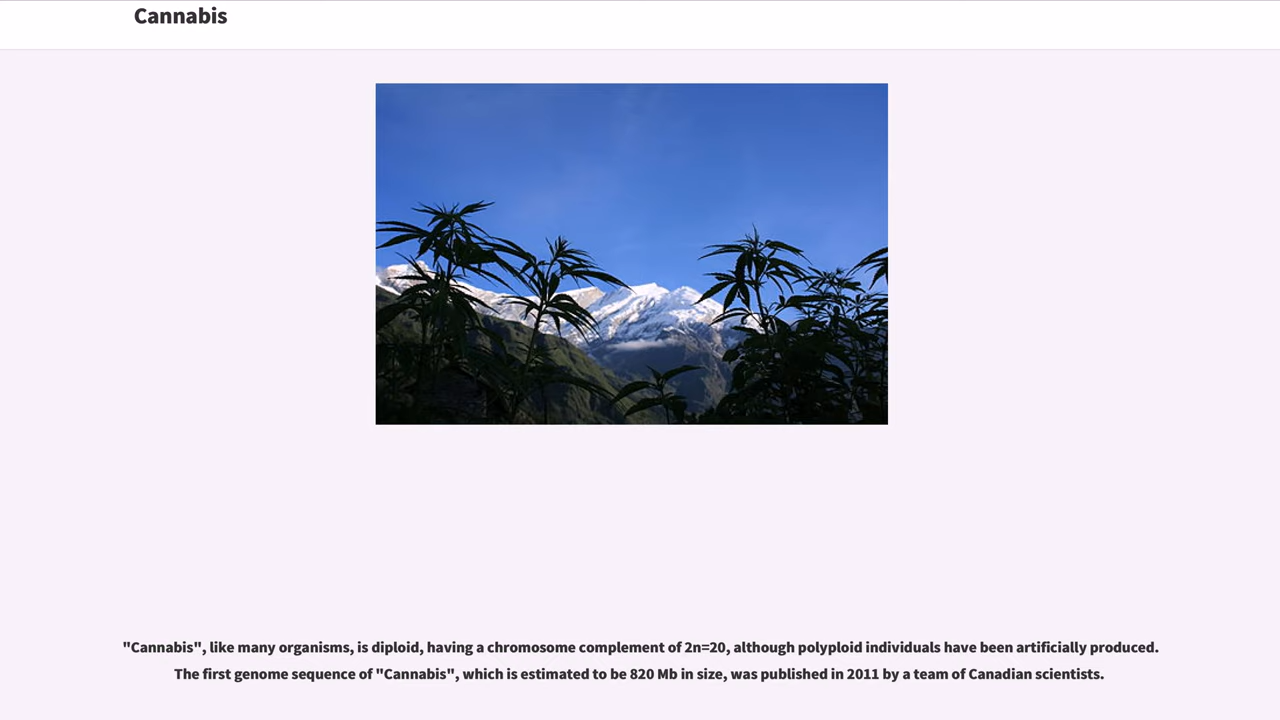 Cannabis
"Cannabis", like many organisms, is diploid, having a chromosome complement of 2n=20, although polyploid individuals have been artificially produced.
The first genome sequence of "Cannabis", which is estimated to be 820 Mb in size, was published in 2011 by a team of Canadian scientists.